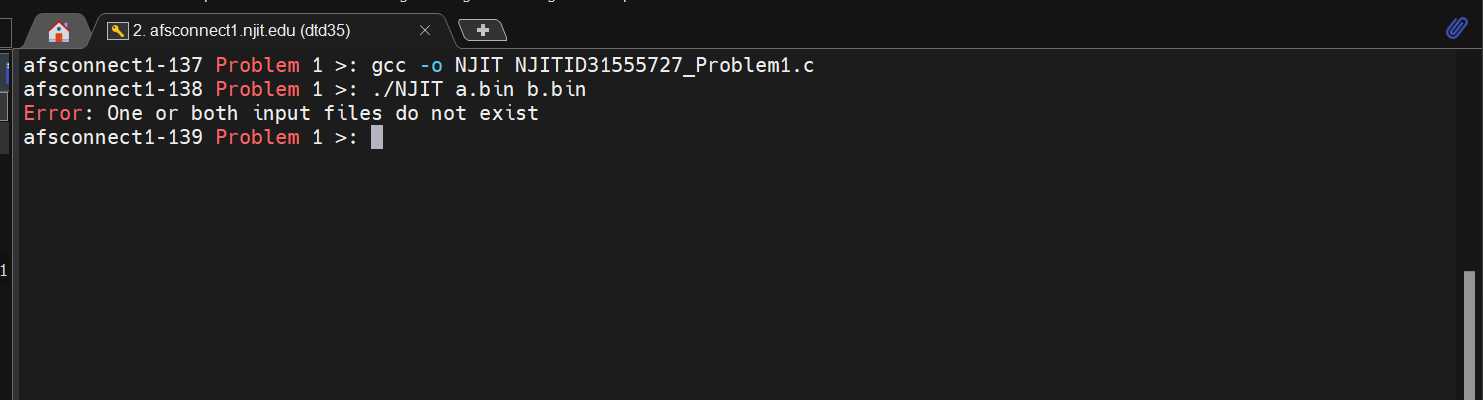 2. afsconnect1.njit.edu (dtd35)
afsconnect1-137 Problem 1 >: gcc -o NJIT NJITID31555727_Problem1.c
afsconnect1-138 Problem 1 >: ./NJIT a.bin b.bin
Error: One or both input files do not exist
afsconnect1-139 Problem 1 >:
1